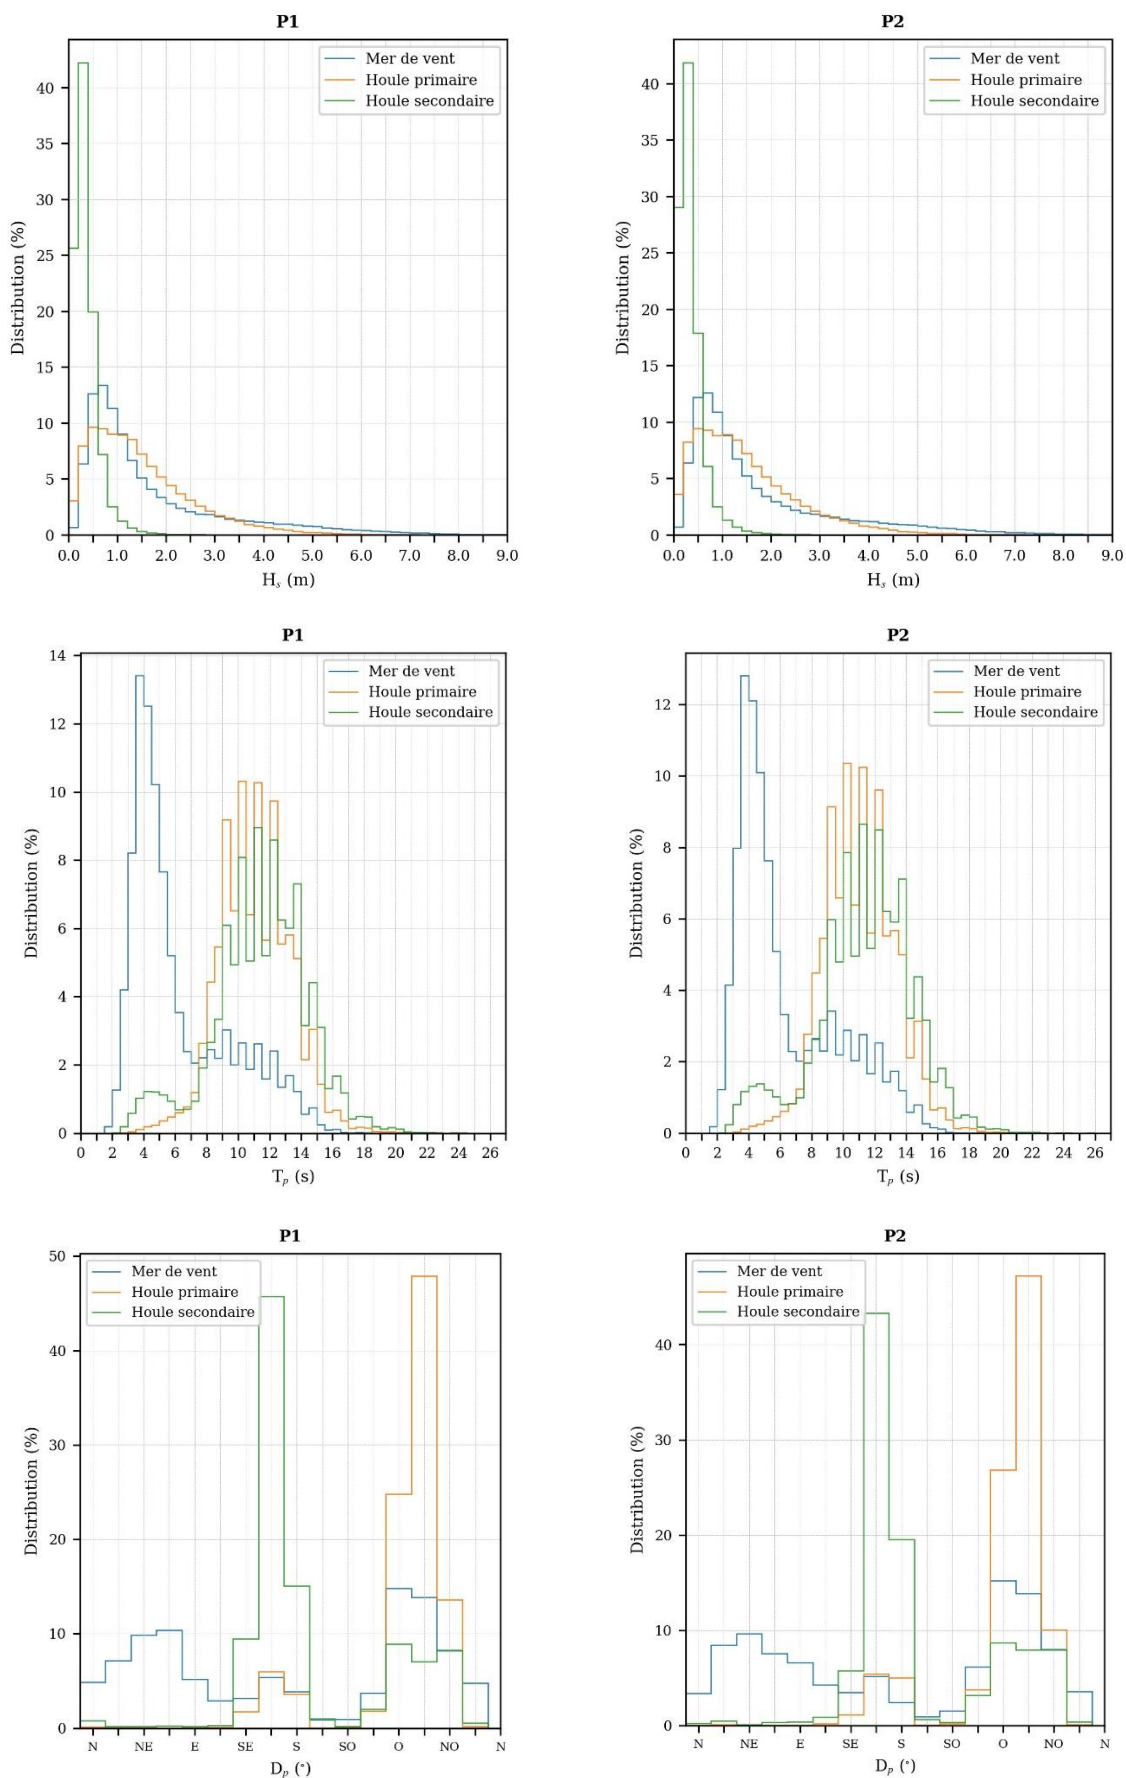 P1
Mer de vent
Houle primaire
Houle secondaire
40
35
30
25
20
15
10
5
0
Distribution (%)
0.0 1.0 2.0 3.0 4.0 5.0 6.0 7.0 8.0 9.0
Hs (m)
P2
Mer de vent
Houle primaire
Houle secondaire
40
35
30
25
20
15
10
5
0
Distribution (%)
0.0 1.0 2.0 3.0 4.0 5.0 6.0 7.0 8.0 9.0
Hs (m)
P1
Mer de vent
Houle primaire
Houle secondaire
14
12
10
8
6
4
2
0
Distribution (%)
0 2 4 6 8 10 12 14 16 18 20 22 24 26
Tp (s)
P2
Mer de vent
Houle primaire
Houle secondaire
12
10
8
6
4
2
0
Distribution (%)
0 2 4 6 8 10 12 14 16 18 20 22 24 26
Tp (s)
P1
Mer de vent
Houle primaire
Houle secondaire
50
40
30
20
10
0
Distribution (%)
N NE E SE S SO O NO N
Dp (°)
P2
Mer de vent
Houle primaire
Houle secondaire
40
30
20
10
0
Distribution (%)
N NE E SE S SO O NO N
Dp (°)